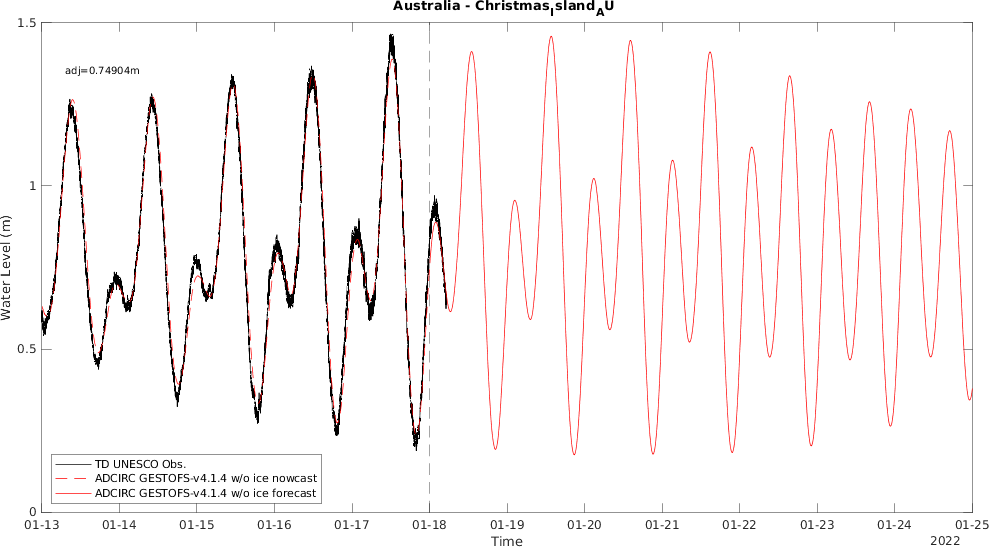 Australia - ChristmasIslandAU
1.5
adj=0.74904m
1
Water Level (m)
0.5
TD UNESCO Obs.
ADCIRC GESTOFS-v4.1.4 w/o ice nowcast
ADCIRC GESTOFS-v4.1.4 w/o ice forecast
0
01-13 01-14 01-15 01-16 01-17 01-18 01-19 01-20 01-21 01-22 01-23 01-24 01-25
Time
2022